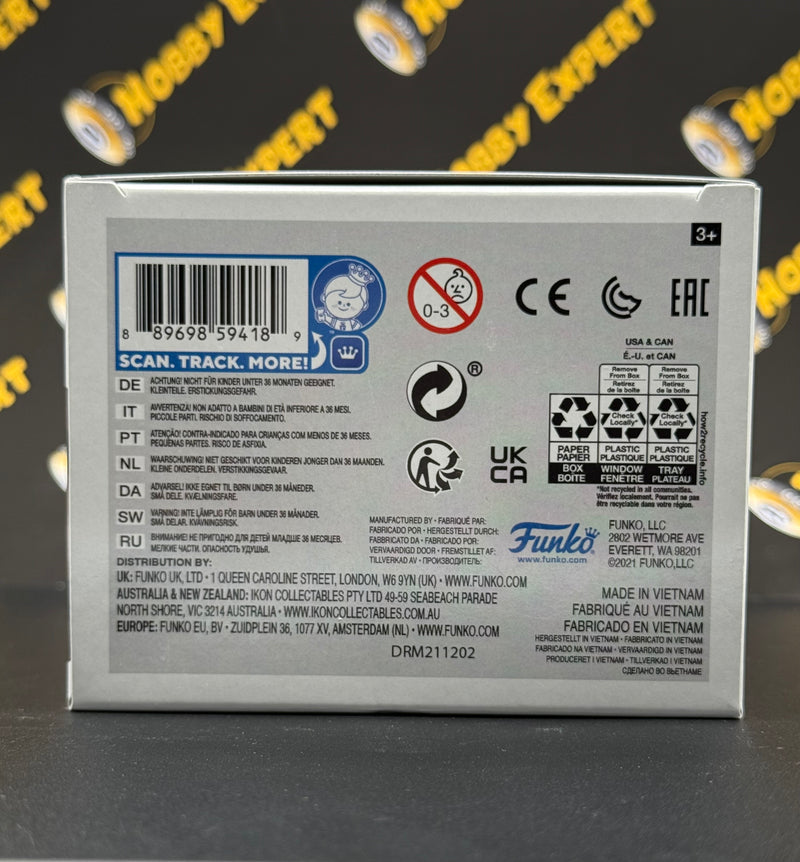 HOBBY EXPERT
HOBBY EXPERT
HOBBY EXPERT
3+
8 89698 59418 9
SCAN. TRACK. MORE!
0-3
CE
EAC
DE ACHTUNG! NICHT FÜR KINDER UNTER 36 MONATEN GEEIGNET.
KLEINTEILE. ERSTICKUNGSGEFAHR.
IT AVVERTENZA! NON ADATTO A BAMBINI DI ETÀ INFERIORE A 36 MESI.
PICCOLE PARTI. RISCHIO DI SOFFOCAMENTO.
PT ATENÇÃO! CONTRA-INDICADO PARA CRIANÇAS COM MENOS DE 36 MESES.
PEQUENAS PARTES. RISCO DE ASFIXIA.
NL WAARSCHUWING! NIET GESCHIKT VOOR KINDEREN JONGER DAN 36 MAANDEN.
KLEINE ONDERDELEN. VERSTIKKINGSGEVAAR.
DA ADVARSEL! IKKE EGNET TIL BØRN UNDER 36 MÅNEDER.
SMÅ DELE. KVÆLNINGSFARE.
SW VARNING! INTE LÄMPLIG FÖR BARN UNDER 36 MÅNADER.
SMÅ DELAR. KVÄVNINGSRISK.
RU ВНИМАНИЕ! НЕ ПРИГОДНО ДЛЯ ДЕТЕЙ МЛАДШЕ 36 МЕСЯЦЕВ.
МЕЛКИЕ ЧАСТИ. ОПАСНОСТЬ УДУШЬЯ.
®
UK
CA
USA & CAN
É.-U. et CAN
Remove From Box
Retirez de la boîte
Remove From Box
Retirez de la boîte
Check Locally*
Check Locally*
PAPER
PAPIER
BOX
BOÎTE
PLASTIC
PLASTIQUE
WINDOW
FENÊTRE
PLASTIC
PLASTIQUE
TRAY
PLATEAU
how2recycle.info
*Not recycled in all communities.
Vérifiez localement. Pourrait ne pas
être recyclable dans votre région.
MANUFACTURED BY • FABRIQUÉ PAR:
FABRICADO POR • HERGESTELLT DURCH:
FABBRICATO DA • FABRICADO POR:
VERVAARDIGD DOOR • FREMSTILLET AF:
TILLVERKAD AV • ПРОИЗВОДИТЕЛЬ:
Funko
www.funko.com
FUNKO, LLC
2802 WETMORE AVE
EVERETT, WA 98201
©2021 FUNKO,LLC
DISTRIBUTION BY:
UK: FUNKO UK, LTD • 1 QUEEN CAROLINE STREET, LONDON, W6 9YN (UK) • WWW.FUNKO.COM
AUSTRALIA & NEW ZEALAND: IKON COLLECTABLES PTY LTD 49-59 SEABEACH PARADE
NORTH SHORE, VIC 3214 AUSTRALIA • WWW.IKONCOLLECTABLES.COM.AU
EUROPE: FUNKO EU, BV • ZUIDPLEIN 36, 1077 XV, AMSTERDAM (NL) • WWW.FUNKO.COM
DRM211202
MADE IN VIETNAM
FABRIQUÉ AU VIETNAM
FABRICADO EN VIETNAM
HERGESTELLT IN VIETNAM • FABBRICATO IN VIETNAM
FABRICADO NA VIETNAM • VERVAARDIGD IN VIETNAM
PRODUCERET I VIETNAM • TILLVERKAD I VIETNAM
СДЕЛАНО ВО ВЬЕТНАМЕ